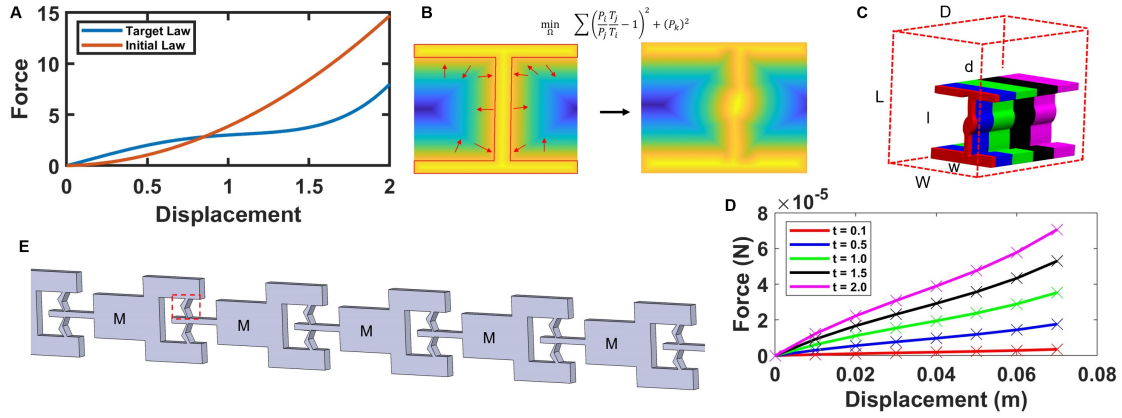 A
Force
15
10
5
0
Target Law
Initial Law
0 0.5 1 1.5 2
Displacement
B
min Ω ∑ (P_i/P_j T_j/T_i − 1)² + (P_k)²
C
D
d
L
l
w
W
D
×10⁻⁵
Force (N)
8
6
4
2
0
t = 0.1
t = 0.5
t = 1.0
t = 1.5
t = 2.0
0 0.02 0.04 0.06 0.08
Displacement (m)
E
M M M M M